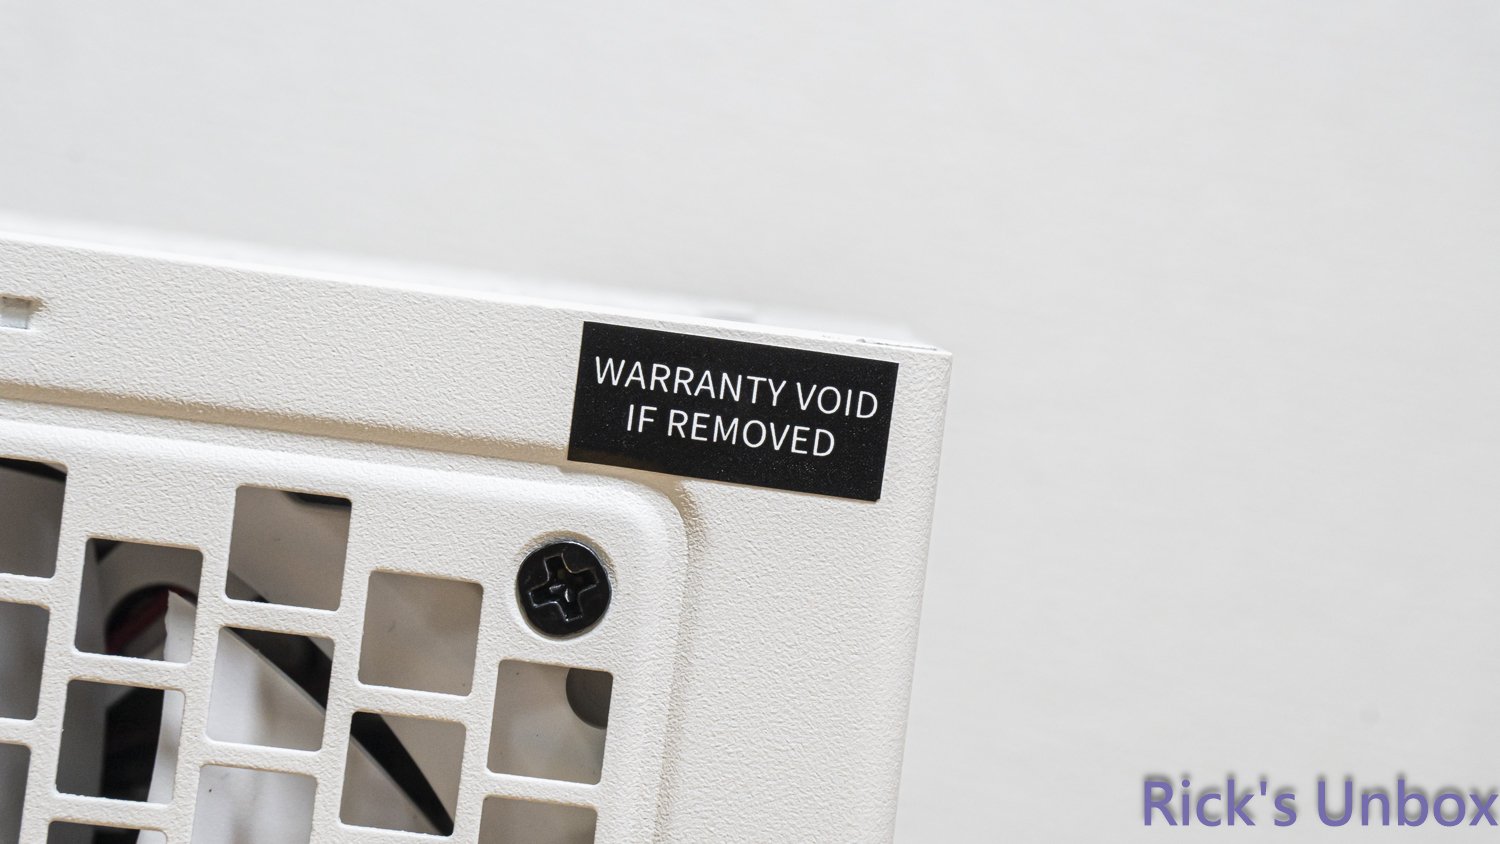 WARRANTY VOID
IF REMOVED
Rick's Unbox